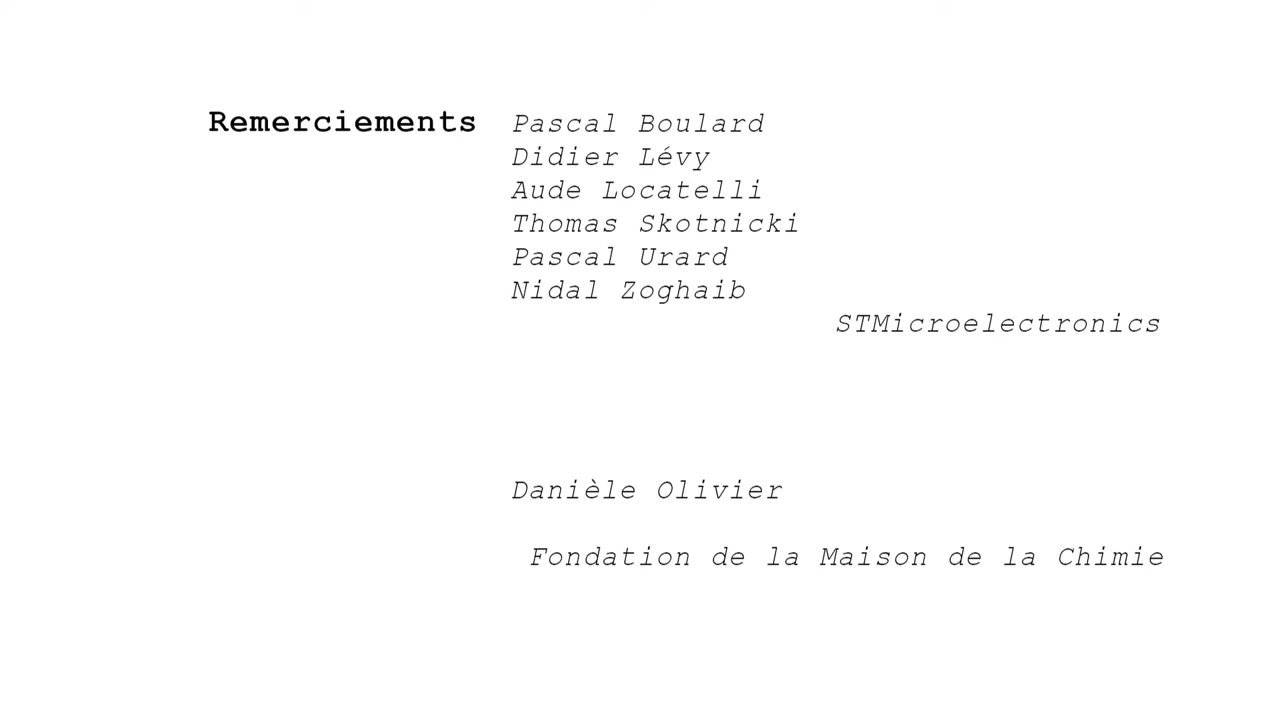 Remerciements Pascal Boulard
Didier Lévy
Aude Locatelli
Thomas Skotnicki
Pascal Urard
Nidal Zoghaib
STMicroelectronics
Danièle Olivier
Fondation de la Maison de la Chimie